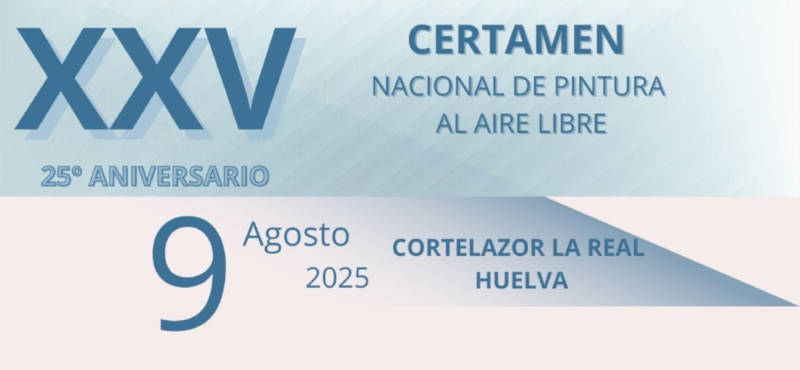 XXV
25º ANIVERSARIO
CERTAMEN
NACIONAL DE PINTURA
AL AIRE LIBRE
9
Agosto
2025
CORTELAZOR LA REAL
HUELVA